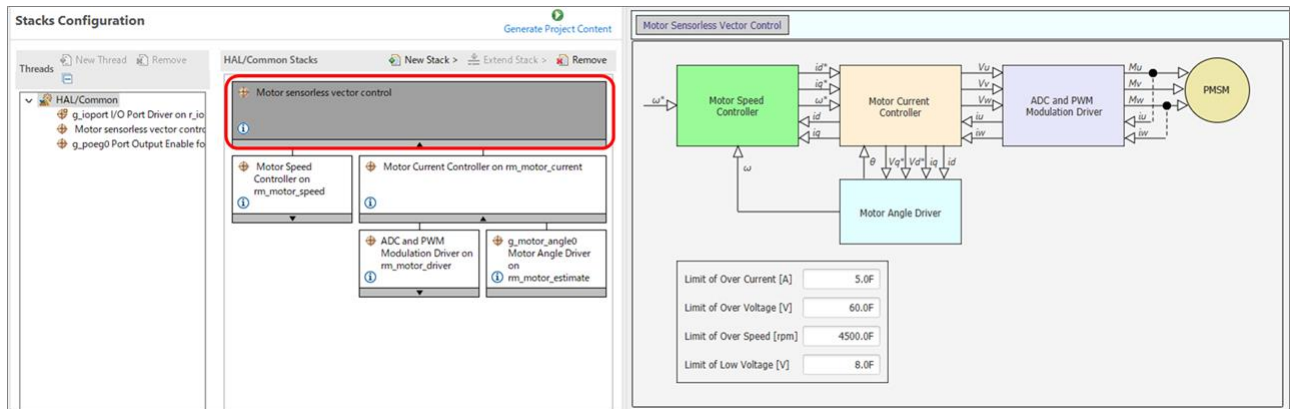 Stacks Configuration
Generate Project Content
Threads
New Thread
Remove
HAL/Common
g_ioport I/O Port Driver on r_io
Motor sensorless vector contro
g_poeg0 Port Output Enable fo
HAL/Common Stacks
New Stack >
Extend Stack >
Remove
Motor sensorless vector control
Motor Speed
Controller on
rm_motor_speed
Motor Current Controller on rm_motor_current
ADC and PWM
Modulation Driver on
rm_motor_driver
g_motor_angle0
Motor Angle Driver
on
rm_motor_estimate
Motor Sensorless Vector Control
ω*
Motor Speed
Controller
id*
iq*
ω*
id
iq
Motor Current
Controller
Vu
Vv
Vw
iu
iw
ADC and PWM
Modulation Driver
Mu
Mv
Mw
iu
iw
PMSM
ω
θ
Vq*
Vd*
iq
id
Motor Angle Driver
Limit of Over Current [A] 5.0F
Limit of Over Voltage [V] 60.0F
Limit of Over Speed [rpm] 4500.0F
Limit of Low Voltage [V] 8.0F